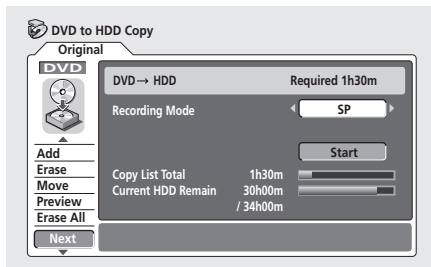 DVD to HDD Copy
Original
DVD
DVD → HDD Required 1h30m
Recording Mode SP
Start
Add
Erase
Move
Preview
Erase All
Next
Copy List Total 1h30m
Current HDD Remain 30h00m
/ 34h00m